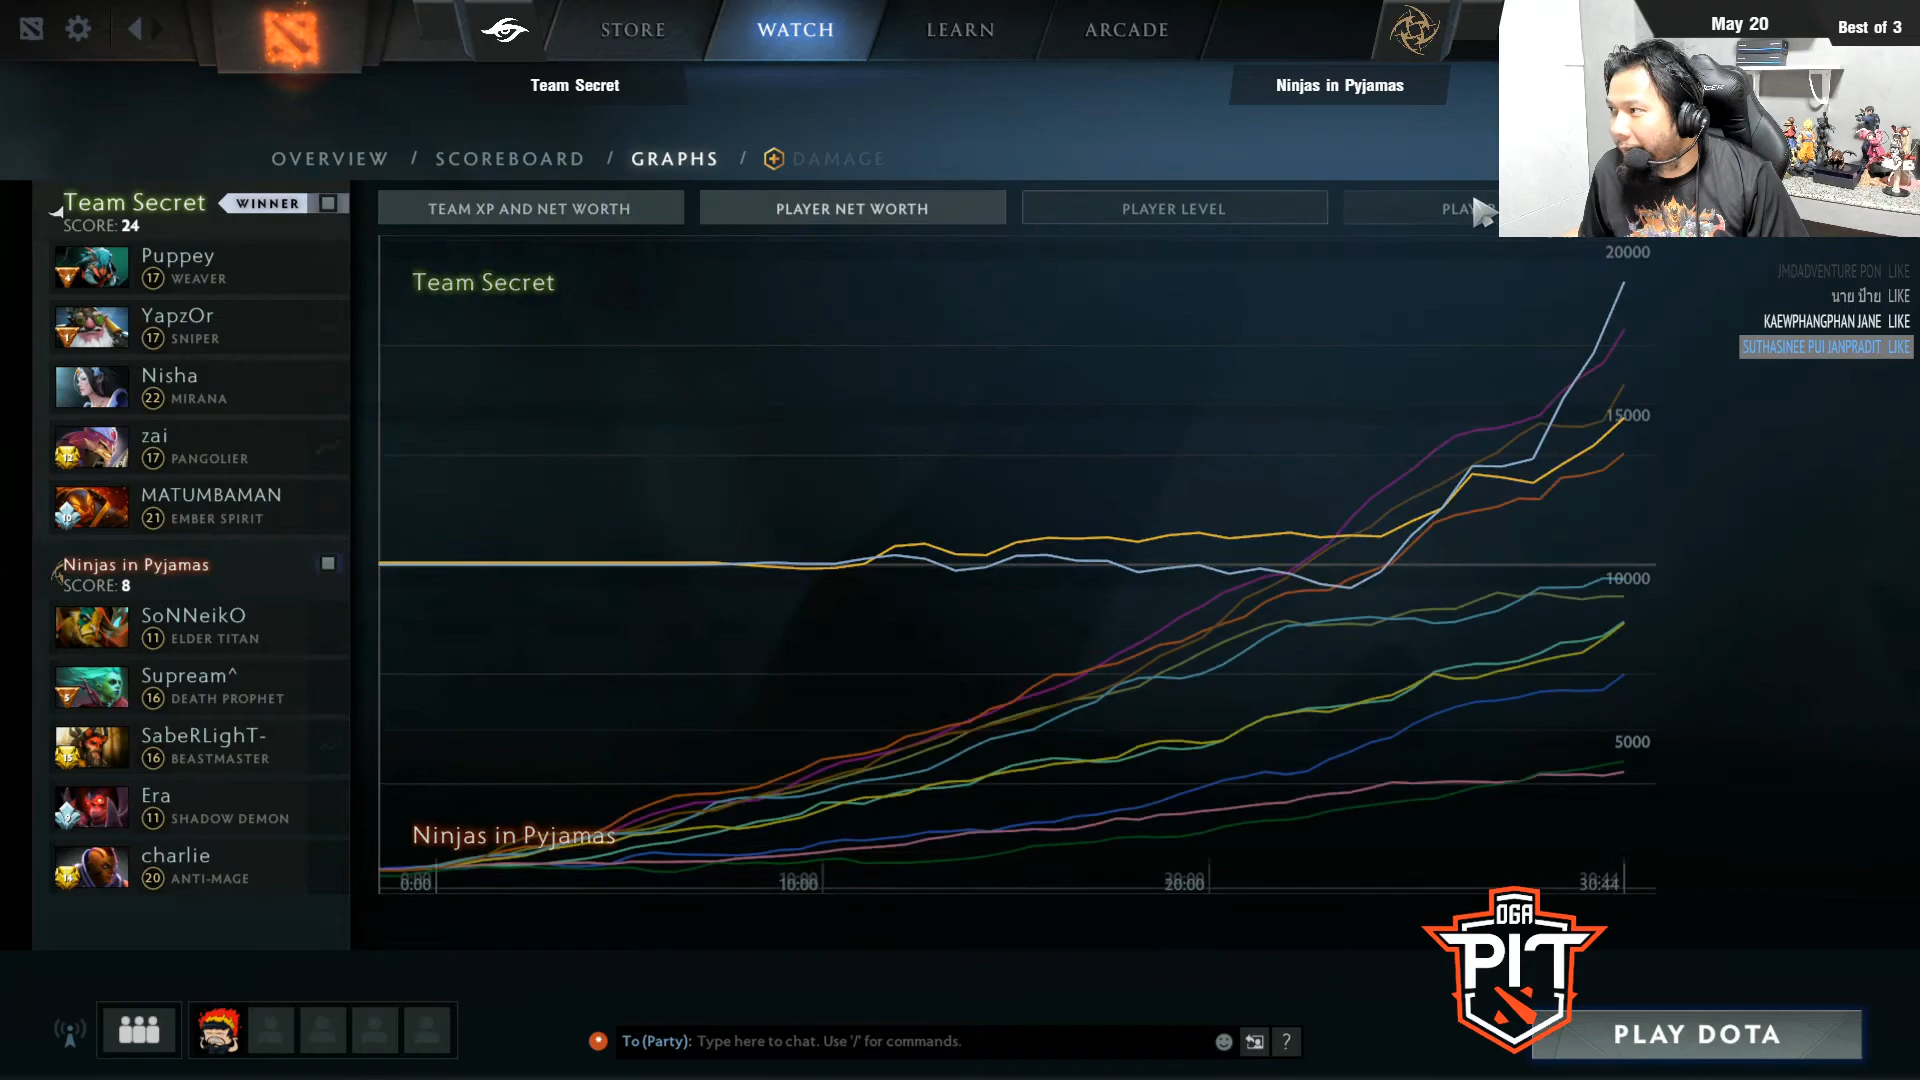 STORE WATCH LEARN ARCADE
May 20 Best of 3
Team Secret Ninjas in Pyjamas
OVERVIEW / SCOREBOARD / GRAPHS / DAMAGE
TEAM XP AND NET WORTH PLAYER NET WORTH PLAYER LEVEL
Team Secret WINNER
SCORE: 24
Puppey
17 WEAVER
YapzOr
17 SNIPER
Nisha
22 MIRANA
zai
17 PANGOLIER
MATUMBAMAN
21 EMBER SPIRIT
Ninjas in Pyjamas
SCORE: 8
SoNNeikO
11 ELDER TITAN
Supream^
16 DEATH PROPHET
SabeRLighT-
16 BEASTMASTER
Era
11 SHADOW DEMON
charlie
20 ANTI-MAGE
Team Secret
Ninjas in Pyjamas
20000
15000
10000
5000
0:00 10:00 20:00 30:44
JMDADVENTURE PON LIKE
นาย ป้าย LIKE
KAEWPHANGPHAN JANE LIKE
SUTHASINEE PUI JANPRADIT LIKE
OGA
PIT
To (Party): Type here to chat. Use '/' for commands.
?
PLAY DOTA